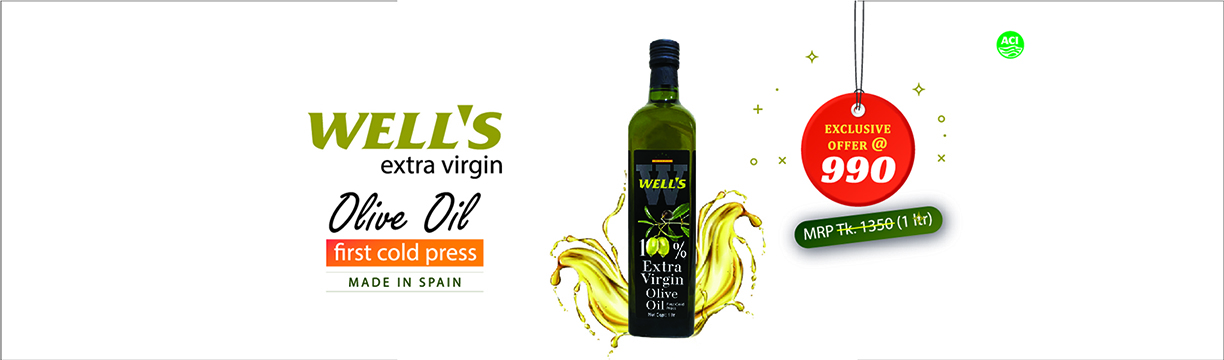 WELL'S
extra virgin
Olive Oil
first cold press
MADE IN SPAIN
W
WELL'S
100%
Extra
Virgin
Olive
Oil
EXCLUSIVE
OFFER @
990
MRP Tk. 1350 (1 ltr)
ACI